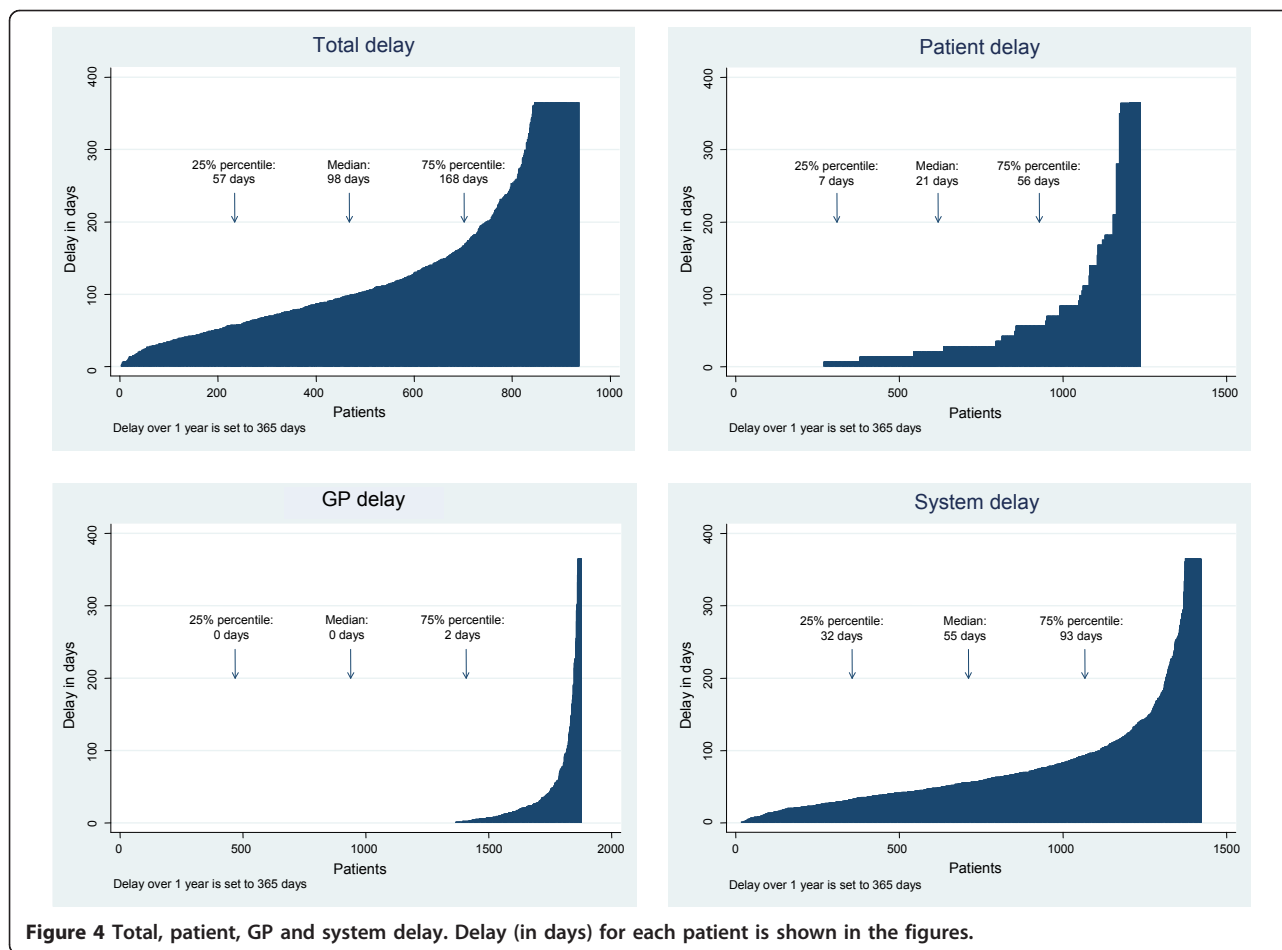 Total delay
400
300
200
100
0
Delay in days
25% percentile:
57 days
Median:
98 days
75% percentile:
168 days
0 200 400 600 800 1000
Patients
Delay over 1 year is set to 365 days
Patient delay
400
300
200
100
0
Delay in days
25% percentile:
7 days
Median:
21 days
75% percentile:
56 days
0 500 1000 1500
Patients
Delay over 1 year is set to 365 days
GP delay
400
300
200
100
0
Delay in days
25% percentile:
0 days
Median:
0 days
75% percentile:
2 days
0 500 1000 1500 2000
Patients
Delay over 1 year is set to 365 days
System delay
400
300
200
100
0
Delay in days
25% percentile:
32 days
Median:
55 days
75% percentile:
93 days
0 500 1000 1500
Patients
Delay over 1 year is set to 365 days
Figure 4 Total, patient, GP and system delay. Delay (in days) for each patient is shown in the figures.